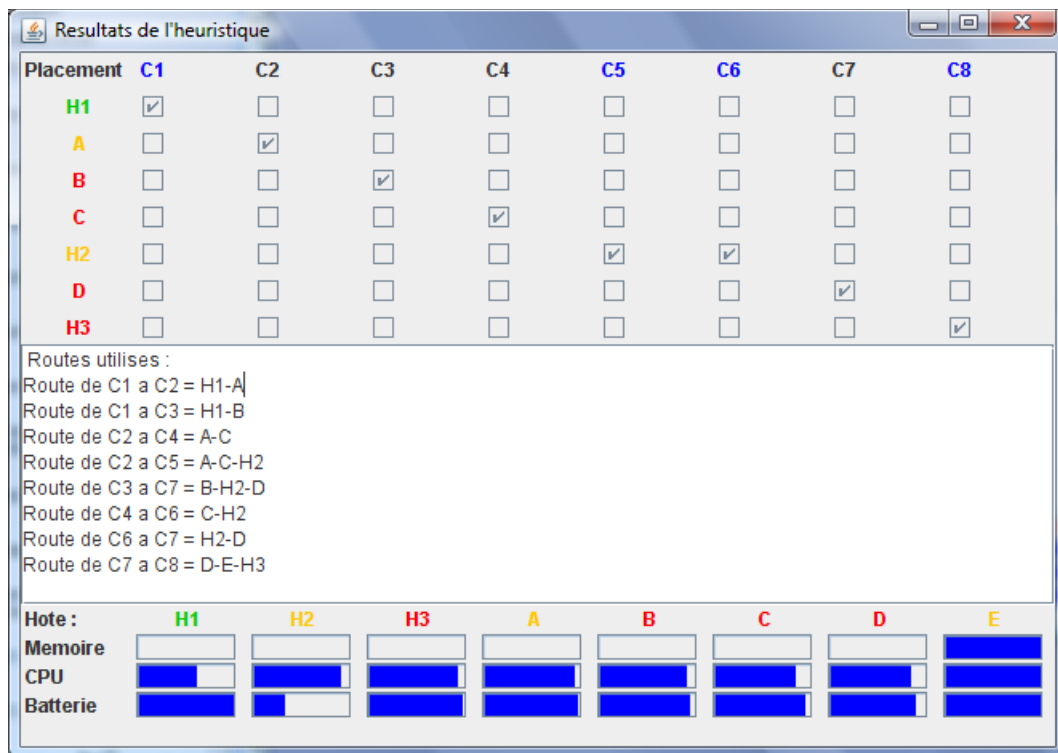 Resultats de l'heuristique
Placement C1 C2 C3 C4 C5 C6 C7 C8
H1
A
B
C
H2
D
H3
Routes utilises :
Route de C1 a C2 = H1-A
Route de C1 a C3 = H1-B
Route de C2 a C4 = A-C
Route de C2 a C5 = A-C-H2
Route de C3 a C7 = B-H2-D
Route de C4 a C6 = C-H2
Route de C6 a C7 = H2-D
Route de C7 a C8 = D-E-H3
Hote : H1 H2 H3 A B C D E
Memoire
CPU
Batterie